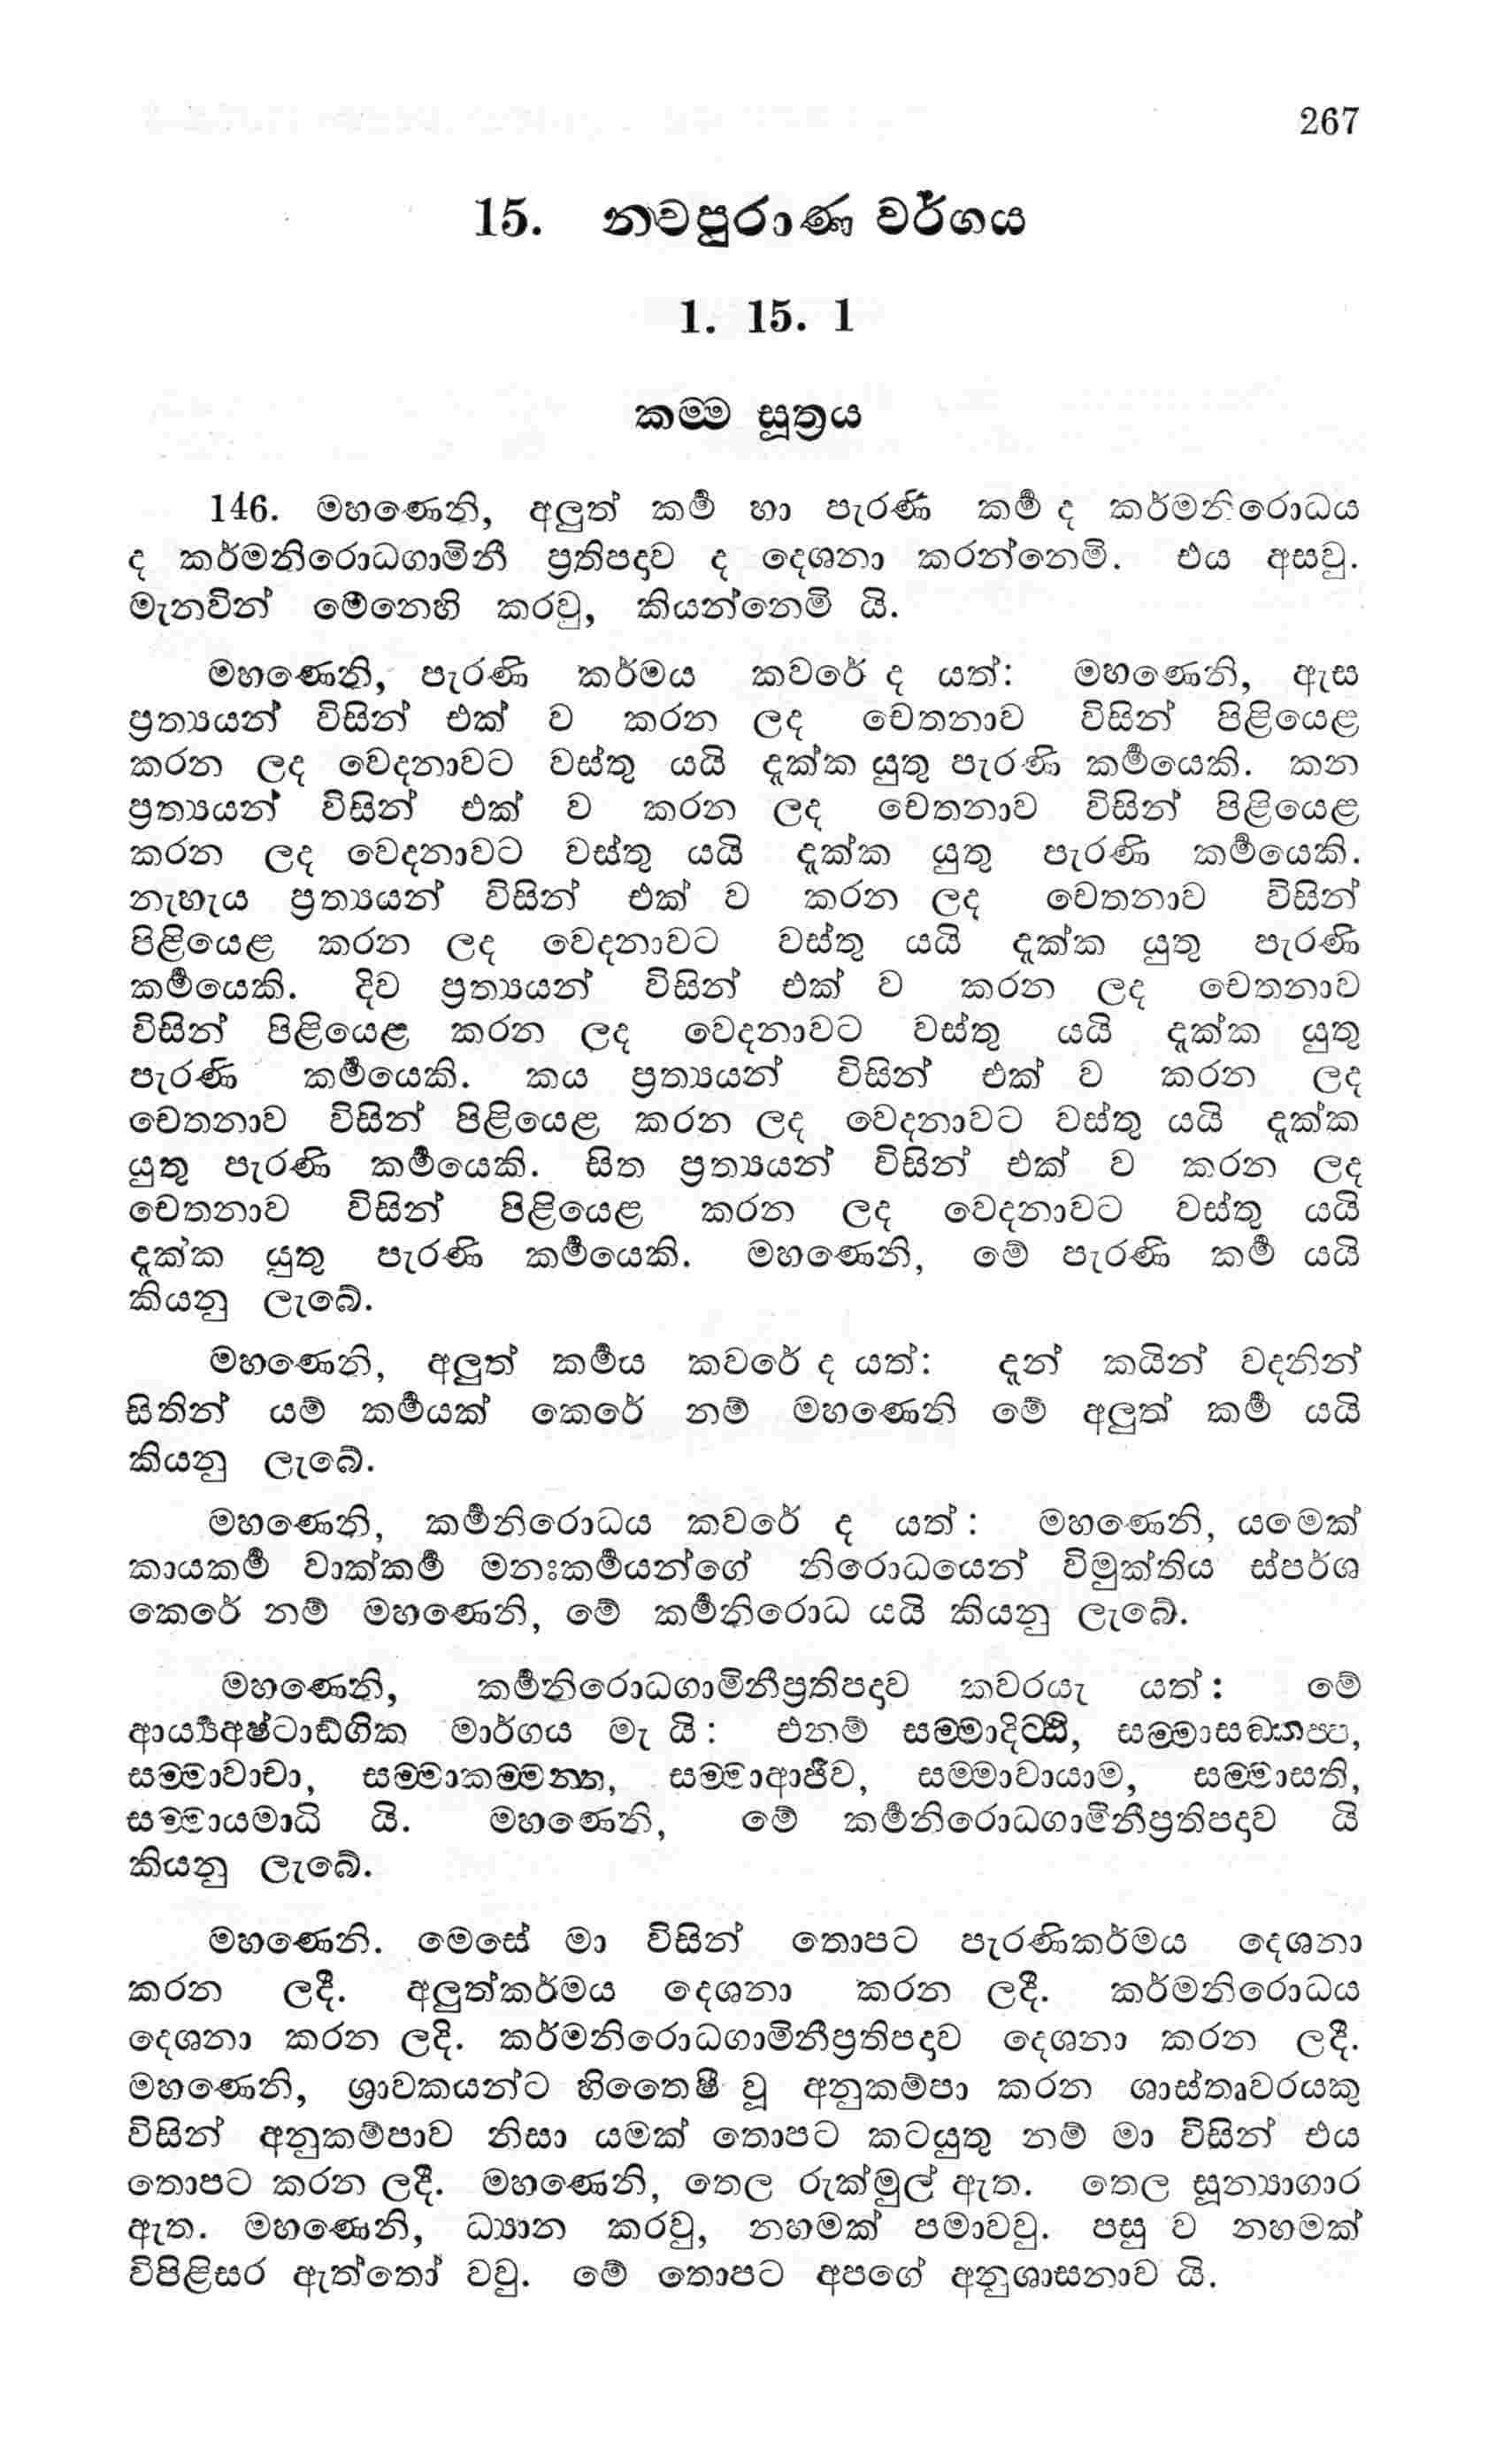 267
15. නවපුරාණ වර්ගය
1. 15. 1
කම්ම සූත්‍රය
146. මහණෙනි, අලුත් කර්‍ම හා පැරණි කර්‍ම ද කර්මනිරොධය
ද කර්මනිරොධගාමිනී ප්‍රතිපදාව ද දෙශනා කරන්නෙමි. එය අසවු.
මැනවින් මෙනෙහි කරවු, කියන්නෙමි යි.
මහණෙනි, පැරණි කර්මය කවරේ ද යත්: මහණෙනි, ඇස
ප්‍රත්‍යයන් විසින් එක් ව කරන ලද චෙතනාව විසින් පිළියෙළ
කරන ලද වෙදනාවට වස්තු යයි දැක්ක යුතු පැරණි කර්‍මයෙකි. කන
ප්‍රත්‍යයන් විසින් එක් ව කරන ලද චෙතනාව විසින් පිළියෙළ
කරන ලද වෙදනාවට වස්තු යයි දැක්ක යුතු පැරණි කර්‍මයෙකි.
නැහැය ප්‍රත්‍යයන් විසින් එක් ව කරන ලද චෙතනාව විසින්
පිළියෙළ කරන ලද වෙදනාවට වස්තු යයි දැක්ක යුතු පැරණි
කර්‍මයෙකි. දිව ප්‍රත්‍යයන් විසින් එක් ව කරන ලද චෙතනාව
විසින් පිළියෙළ කරන ලද වෙදනාවට වස්තු යයි දැක්ක යුතු
පැරණි කර්‍මයෙකි. කය ප්‍රත්‍යයන් විසින් එක් ව කරන ලද
චෙතනාව විසින් පිළියෙළ කරන ලද වෙදනාවට වස්තු යයි දැක්ක
යුතු පැරණි කර්‍මයෙකි. සිත ප්‍රත්‍යයන් විසින් එක් ව කරන ලද
චෙතනාව විසින් පිළියෙළ කරන ලද වෙදනාවට වස්තු යයි
දැක්ක යුතු පැරණි කර්‍මයෙකි. මහණෙනි, මේ පැරණි කර්‍ම යයි
කියනු ලැබේ.
මහණෙනි, අලුත් කර්‍මය කවරේ ද යත්: දැන් කයින් වදනින්
සිතින් යම් කර්‍මයක් කෙරේ නම් මහණෙනි මේ අලුත් කර්‍ම යයි
කියනු ලැබේ.
මහණෙනි, කර්‍මනිරොධය කවරේ ද යත් : මහණෙනි, යමෙක්
කායකර්‍ම වාක්කර්‍ම මනඃකර්‍මයන්ගේ නිරොධයෙන් විමුක්තිය ස්පර්ශ
කෙරේ නම් මහණෙනි, මේ කර්‍මනිරොධ යයි කියනු ලැබේ.
මහණෙනි, කර්‍මනිරොධගාමිනීප්‍රතිපදාව කවරයැ යත් : මේ
ආර්‍ය්‍යඅෂ්ටාඞ්ගික මාර්ගය මැ යි : එනම් සම්මාදිට්ඨි, සම්මාසඞ්කප්ප,
සම්මාවාචා, සම්මාකම්මන්ත, සම්මාආජීව, සම්මාවායාම, සම්මාසති,
සම්මායමාධි යි. මහණෙනි, මේ කර්‍මනිරොධගාමිනීප්‍රතිපදාව යි
කියනු ලැබේ.
මහණෙනි. මෙසේ මා විසින් තොපට පැරණිකර්මය දෙශනා
කරන ලදී. අලුත්කර්මය දෙශනා කරන ලදී. කර්මනිරොධය
දෙශනා කරන ලදි. කර්මනිරොධගාමිනීප්‍රතිපදාව දෙශනා කරන ලදී.
මහණෙනි, ශ්‍රාවකයන්ට හිතෛෂී වූ අනුකම්පා කරන ශාස්තෘවරයකු
විසින් අනුකම්පාව නිසා යමක් තොපට කටයුතු නම් මා විසින් එය
තොපට කරන ලදී. මහණෙනි, තෙල රුක්මුල් ඇත. තෙල සූන්‍යාගාර
ඇත. මහණෙනි, ධ්‍යාන කරවු, නහමක් පමාවවු. පසු ව නහමක්
විපිළිසර ඇත්තෝ වවු. මේ තොපට අපගේ අනුශාසනාව යි.